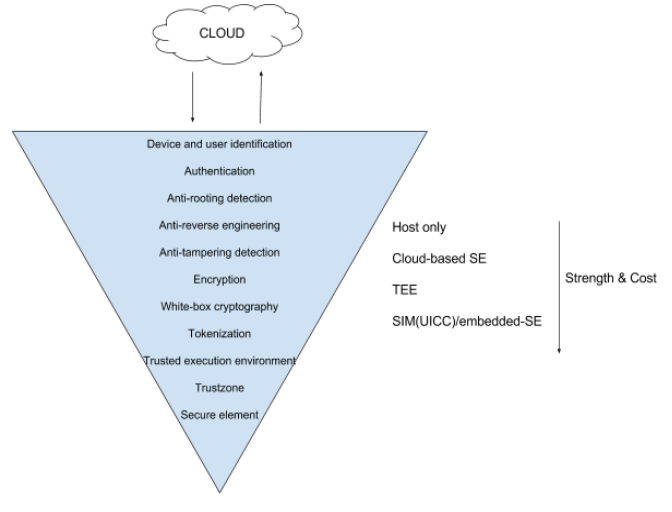 CLOUD
Device and user identification
Authentication
Anti-rooting detection
Anti-reverse engineering
Anti-tampering detection
Encryption
White-box cryptography
Tokenization
Trusted execution environment
Trustzone
Secure element
Host only
Cloud-based SE
TEE
SIM(UICC)/embedded-SE
Strength & Cost